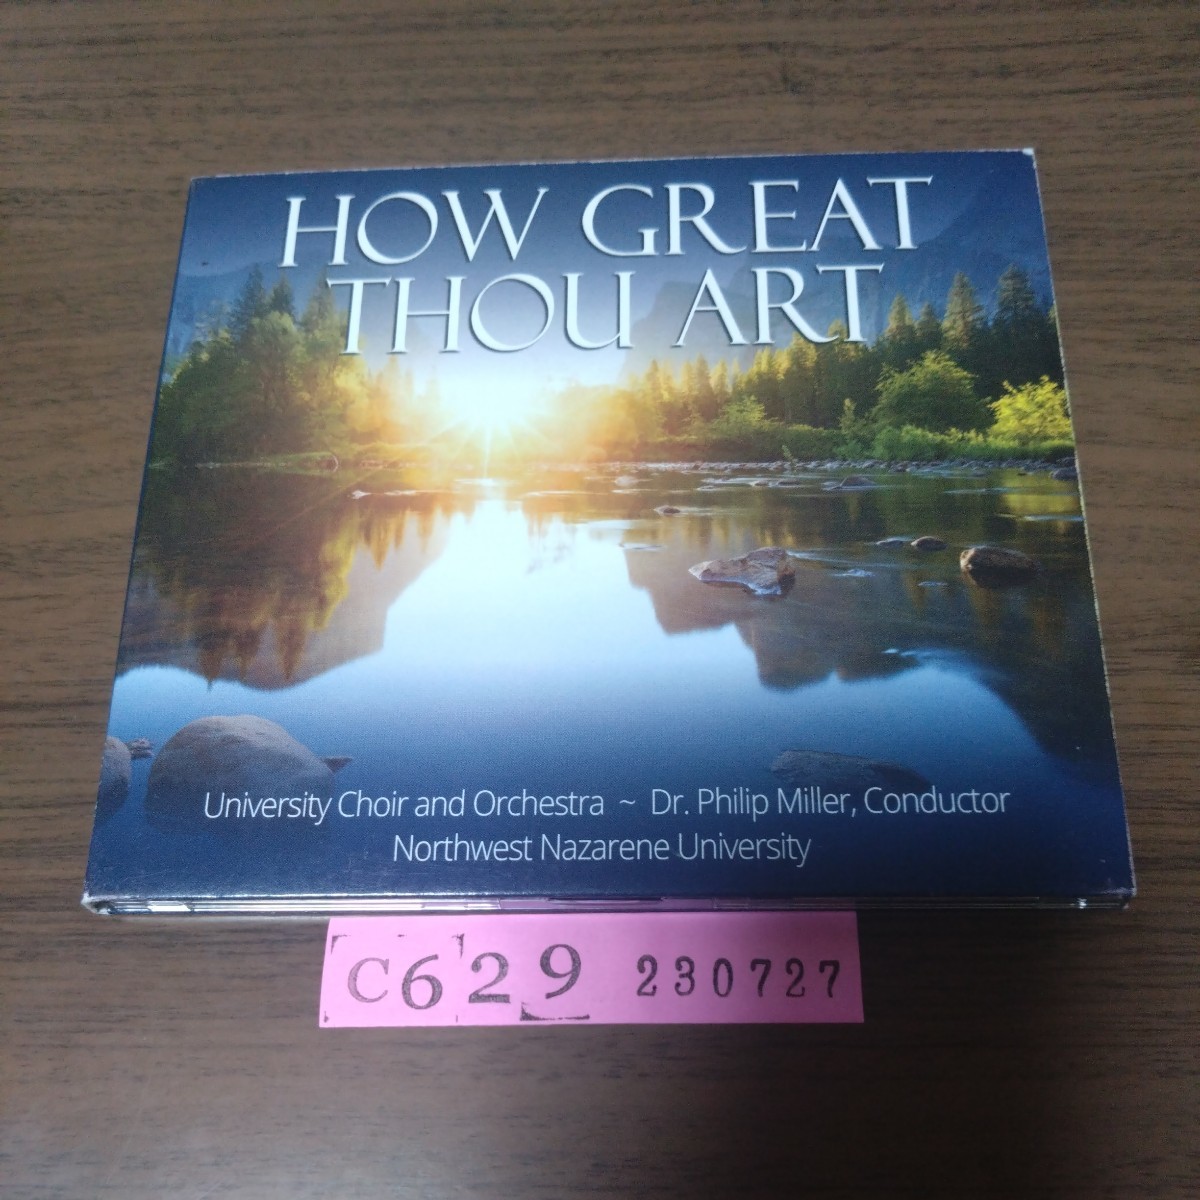 HOW GREAT
THOU ART
University Choir and Orchestra ~ Dr. Philip Miller, Conductor
Northwest Nazarene University
C629 230727